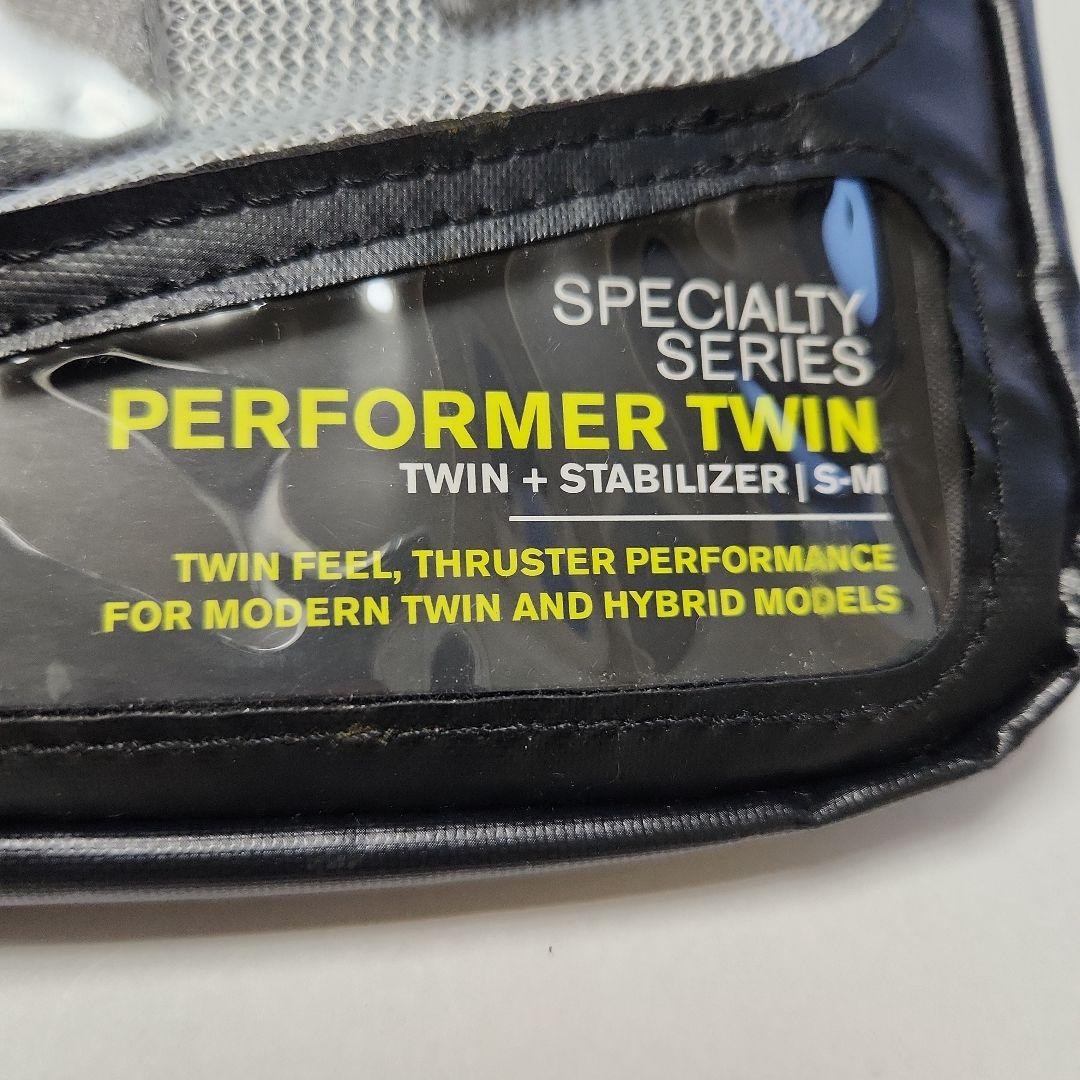 SPECIALTY
SERIES
PERFORMER TWIN
TWIN + STABILIZER | S-M
TWIN FEEL, THRUSTER PERFORMANCE
FOR MODERN TWIN AND HYBRID MODELS